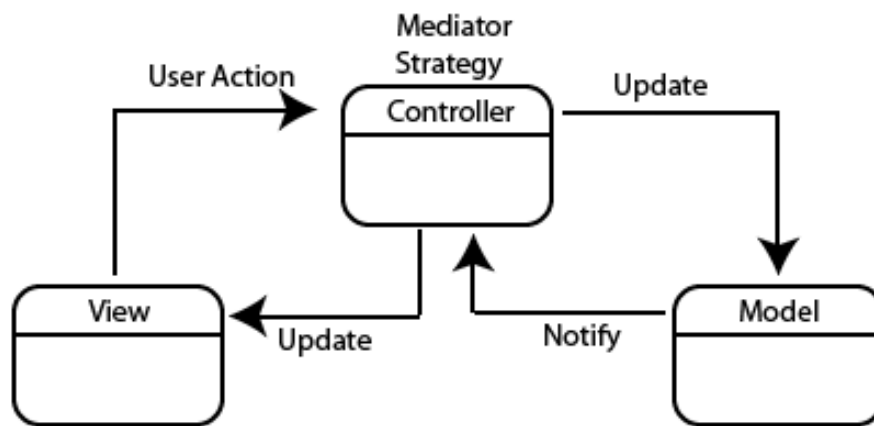 Mediator
Strategy
User Action
Update
Controller
View
Update
Notify
Model